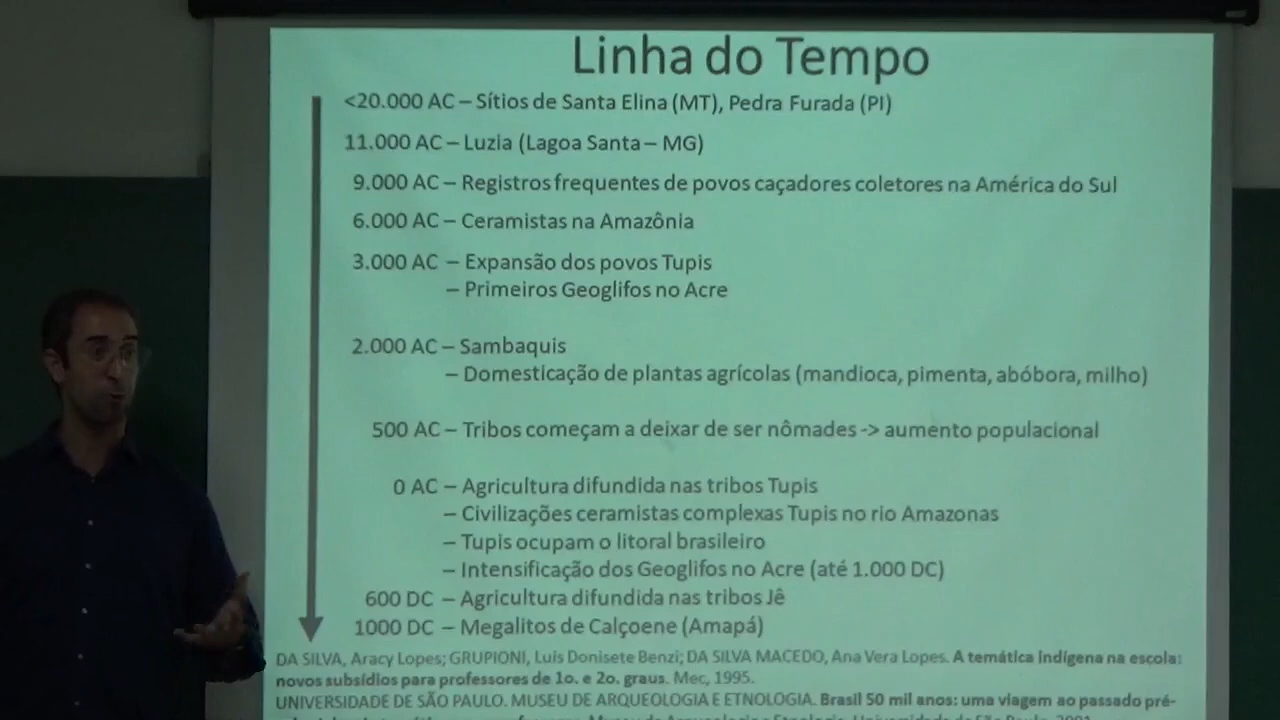 Linha do Tempo
<20.000 AC – Sítios de Santa Elina (MT), Pedra Furada (PI)
11.000 AC – Luzia (Lagoa Santa – MG)
9.000 AC – Registros frequentes de povos caçadores coletores na América do Sul
6.000 AC – Ceramistas na Amazônia
3.000 AC – Expansão dos povos Tupis
– Primeiros Geoglifos no Acre
2.000 AC – Sambaquis
– Domesticação de plantas agrícolas (mandioca, pimenta, abóbora, milho)
500 AC – Tribos começam a deixar de ser nômades -> aumento populacional
0 AC – Agricultura difundida nas tribos Tupis
– Civilizações ceramistas complexas Tupis no rio Amazonas
– Tupis ocupam o litoral brasileiro
– Intensificação dos Geoglifos no Acre (até 1.000 DC)
600 DC – Agricultura difundida nas tribos Jê
1000 DC – Megalitos de Calçoene (Amapá)
DA SILVA, Aracy Lopes; GRUPIONI, Luís Donisete Benzi; DA SILVA MACEDO, Ana Vera Lopes. A temática indígena na escola:
novos subsídios para professores de 1o. e 2o. graus. Mec, 1995.
UNIVERSIDADE DE SÃO PAULO. MUSEU DE ARQUEOLOGIA E ETNOLOGIA. Brasil 50 mil anos: uma viagem ao passado pré-